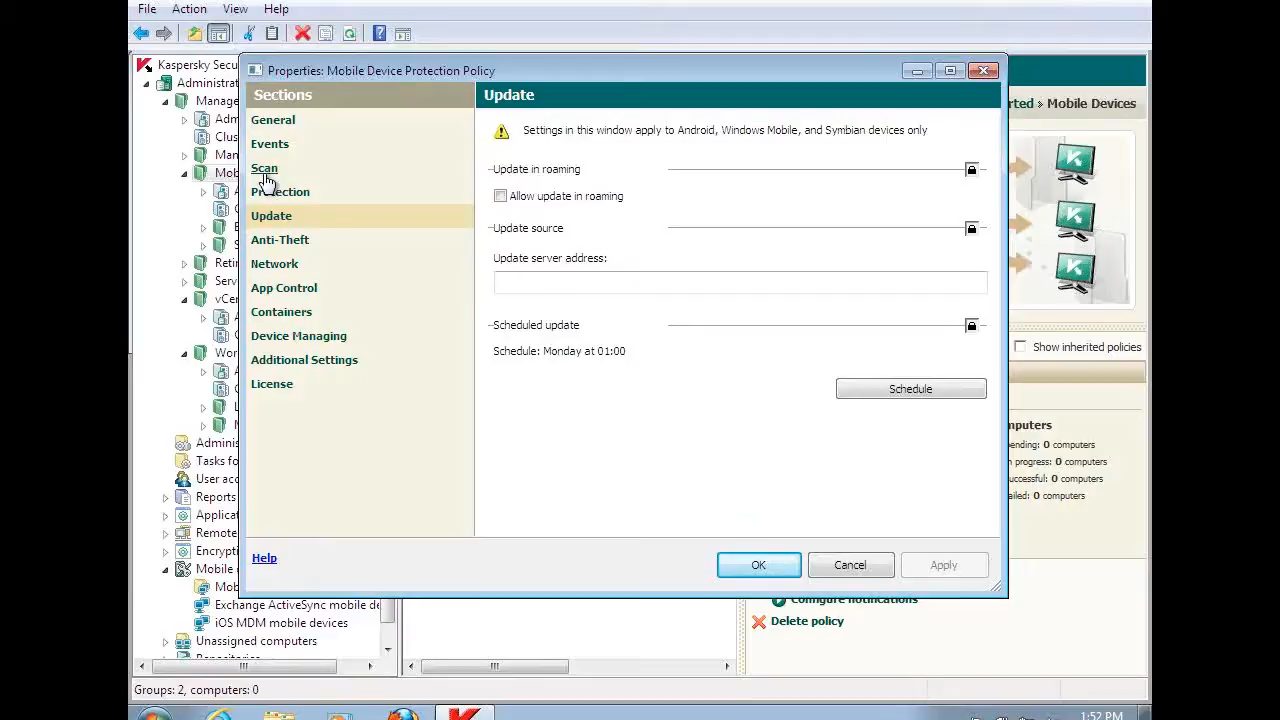 File Action View Help
Kaspersky Secu
Properties: Mobile Device Protection Policy
Administrat
Sections
Update
Manage
rted » Mobile Devices
General
Settings in this window apply to Android, Windows Mobile, and Symbian devices only
Events
Scan
Update in roaming
Protection
Allow update in roaming
Update
Update source
Anti-Theft
Update server address:
Network
App Control
Containers
Scheduled update
Device Managing
Schedule: Monday at 01:00
Show inherited policies
Additional Settings
License
Schedule
Adm
Clus
Man
Mob
Reti
Serv
vCer
Wor
mputers
Adminis
ending: 0 computers
Tasks fo
n progress: 0 computers
User acc
uccessful: 0 computers
Reports
ailed: 0 computers
Applicat
Remote
Encrypti
Help
OK
Cancel
Apply
Mobile
Mob
Configure notifications
Exchange ActiveSync mobile de
iOS MDM mobile devices
Delete policy
Unassigned computers
Repositories
Groups: 2, computers: 0
1:52 PM